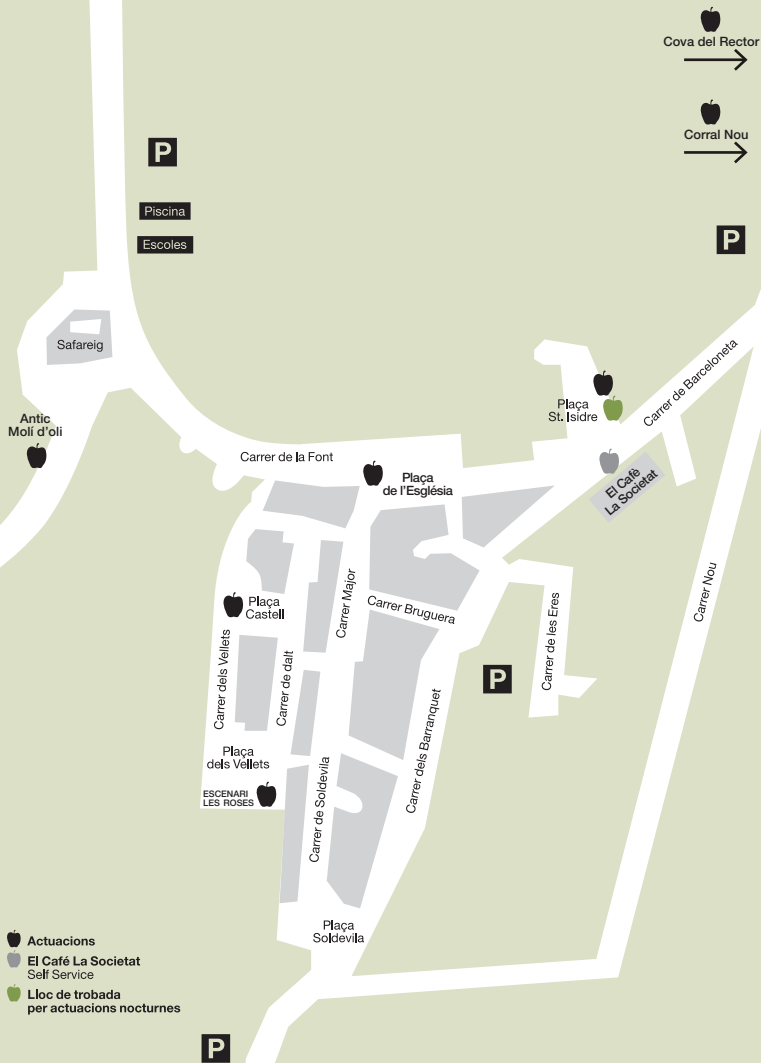 Cova del Rector
Corral Nou
P
P
Piscina
Escoles
Safareig
Antic
Molí d'oli
Plaça
St. Isidre
Carrer de Barceloneta
Carrer de la Font
Plaça
de l'Església
El Cafè
La Societat
Carrer Nou
Carrer Major
Carrer Bruguera
Carrer de les Eres
Plaça
Castell
Carrer dels Vellets
Carrer de dalt
P
Carrer dels Barranquet
Plaça
dels Vellets
ESCENARI
LES ROSES
Carrer de Soldevila
Plaça
Soldevila
Actuacions
El Café La Societat
Self Service
Lloc de trobada
per actuacions nocturnes
P